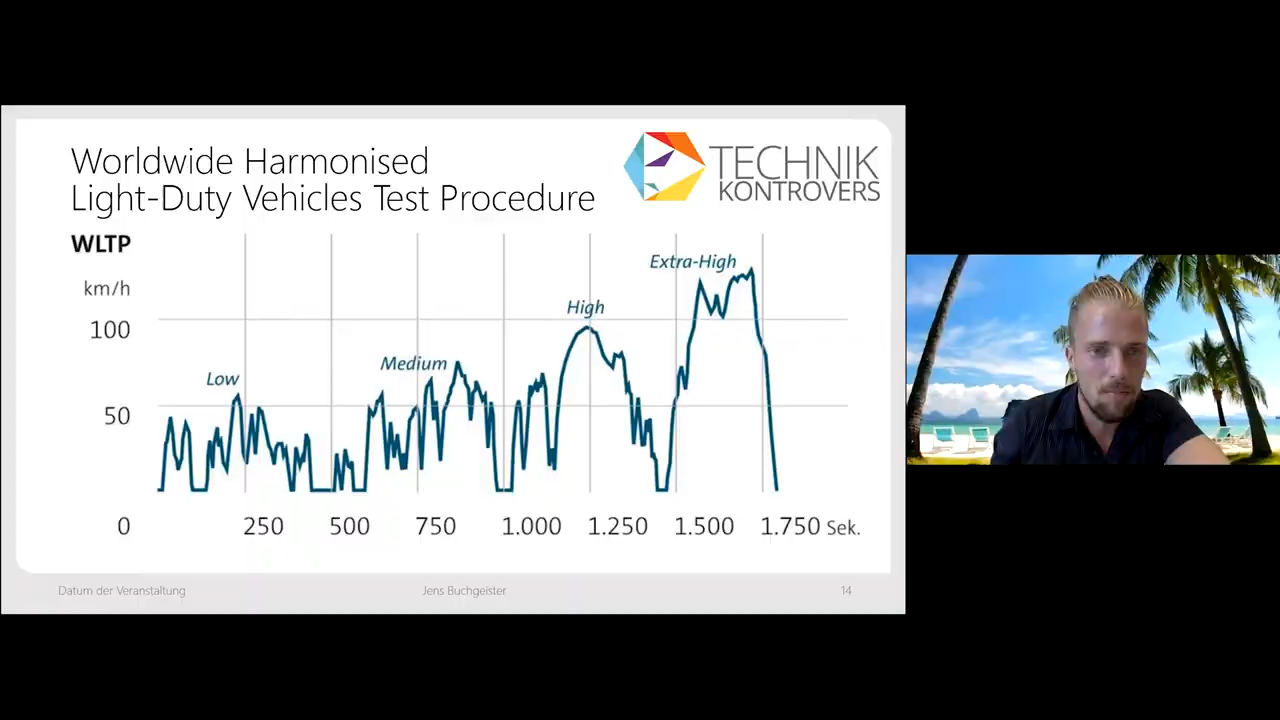 Worldwide Harmonised
Light-Duty Vehicles Test Procedure
TECHNIK
KONTROVERS
WLTP
km/h
100
50
Low
Medium
High
Extra-High
0 250 500 750 1.000 1.250 1.500 1.750 Sek.
Datum der Veranstaltung Jens Buchgeister 14